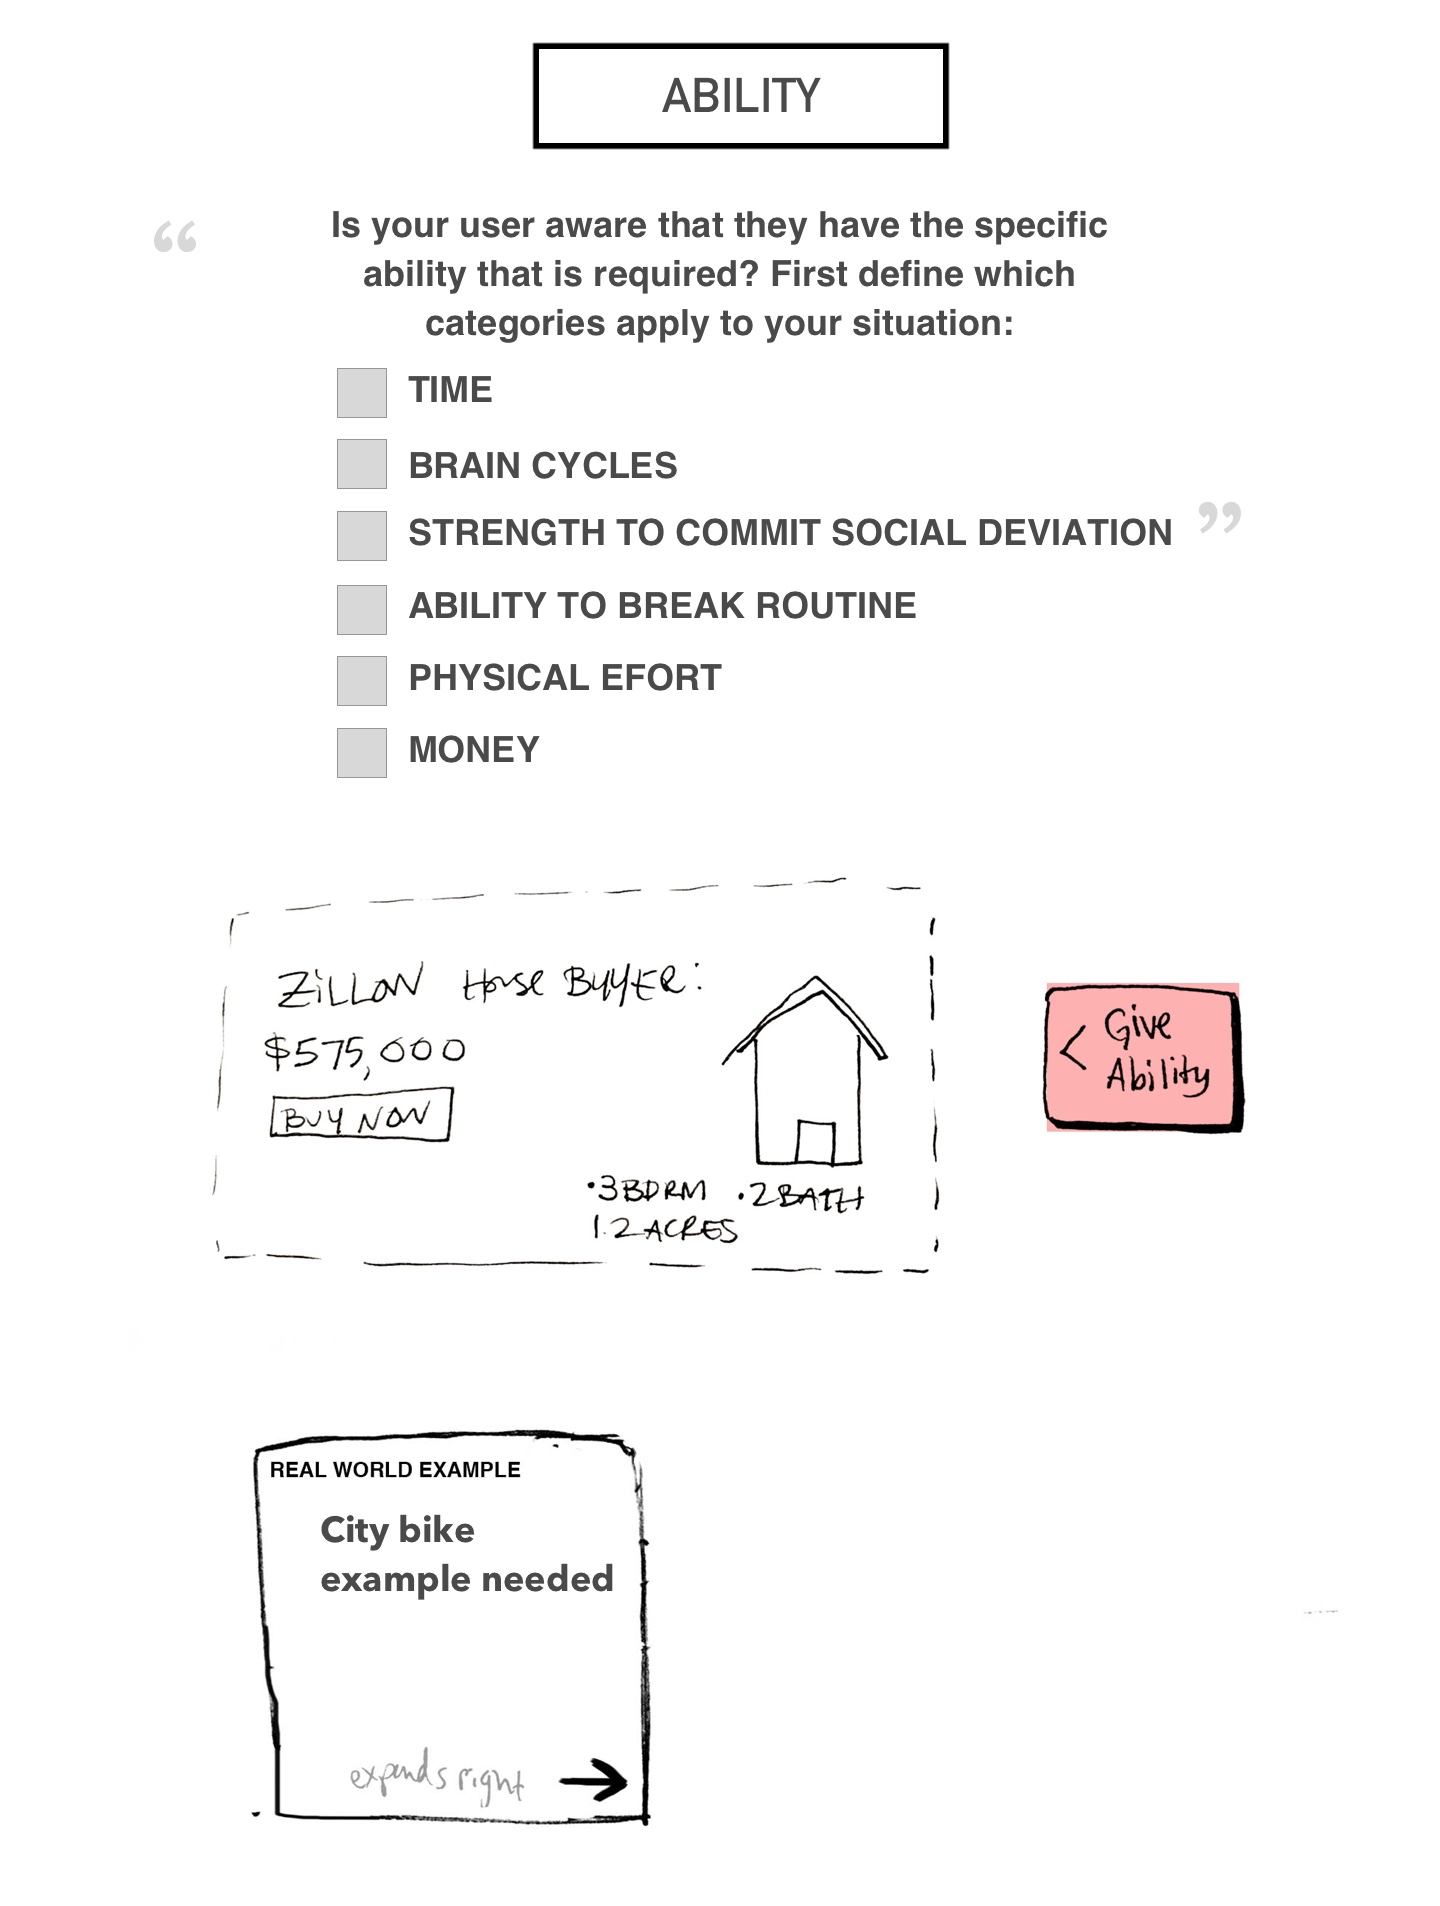 ABILITY
“
Is your user aware that they have the specific
ability that is required? First define which
categories apply to your situation:
TIME
BRAIN CYCLES
STRENGTH TO COMMIT SOCIAL DEVIATION ”
ABILITY TO BREAK ROUTINE
PHYSICAL EFORT
MONEY
ZiLLOW House BUYER:
$575,000
BUY NOW
•3BDRM •2BATH
1.2 ACRES
< Give
Ability
REAL WORLD EXAMPLE
City bike
example needed
expands right →